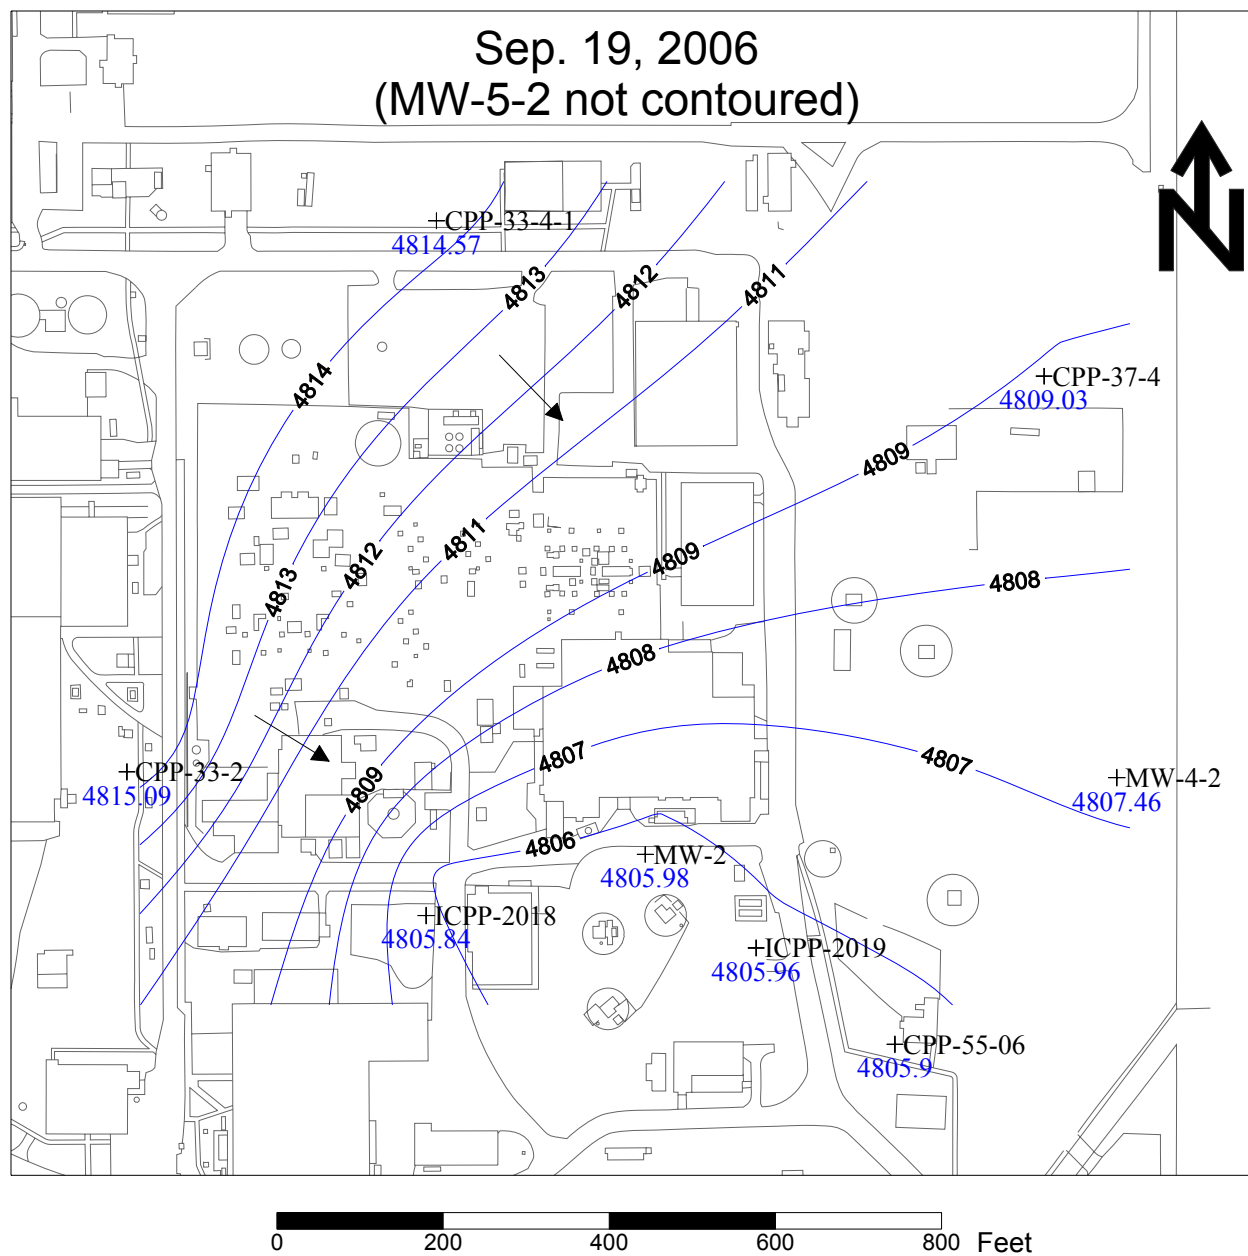 Sep. 19, 2006
(MW-5-2 not contoured)
N
CPP-33-4-1
4814.57
4813
4812
4811
4814
CPP-37-4
4809.03
4809
4811
4812
4809
4813
4808
4808
4807
4807
CPP-33-2
4815.09
4809
MW-4-2
4807.46
4806
MW-2
4805.98
ICPP-2018
4805.84
ICPP-2019
4805.96
CPP-55-06
4805.9
0 200 400 600 800 Feet